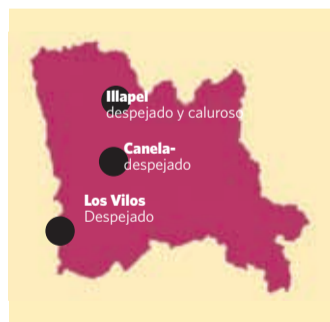 Illapel
despejado y caluroso
Canela-
despejado
Los Vilos
Despejado